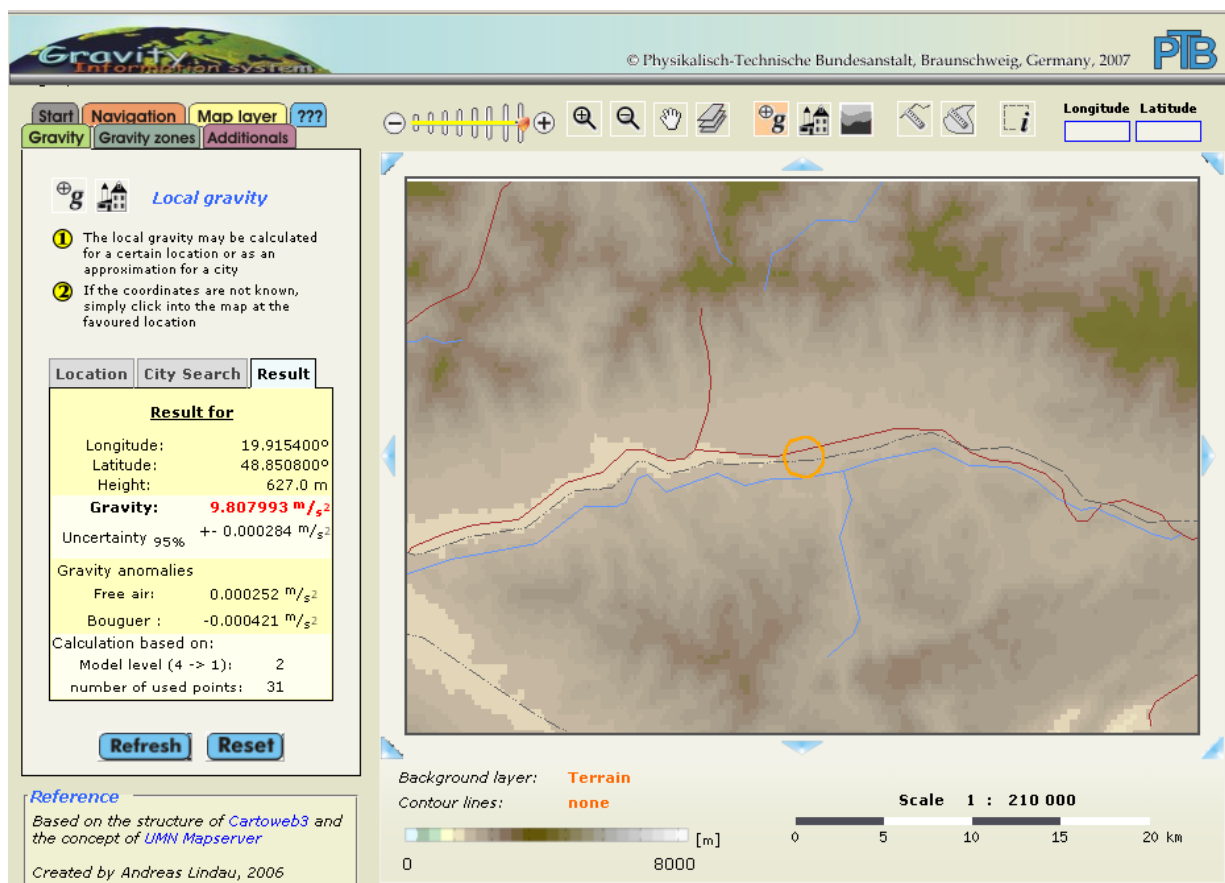 Gravity
Information system
© Physikalisch-Technische Bundesanstalt, Braunschweig, Germany, 2007
PTB
Start Navigation Map layer ???
Gravity Gravity zones Additionals
Longitude Latitude
g
i
g Local gravity
1 The local gravity may be calculated
for a certain location or as an
approximation for a city
2 If the coordinates are not known,
simply click into the map at the
favoured location
Location City Search Result
Result for
Longitude: 19.915400º
Latitude: 48.850800º
Height: 627.0 m
Gravity: 9.807993 m/s2
Uncertainty 95% +- 0.000284 m/s2
Gravity anomalies
Free air: 0.000252 m/s2
Bouguer : -0.000421 m/s2
Calculation based on:
Model level (4 -> 1): 2
number of used points: 31
Refresh Reset
Reference
Based on the structure of Cartoweb3 and
the concept of UMN Mapserver
Created by Andreas Lindau, 2006
Background layer: Terrain
Contour lines: none
[m]
0 8000
Scale 1 : 210 000
0 5 10 15 20 km